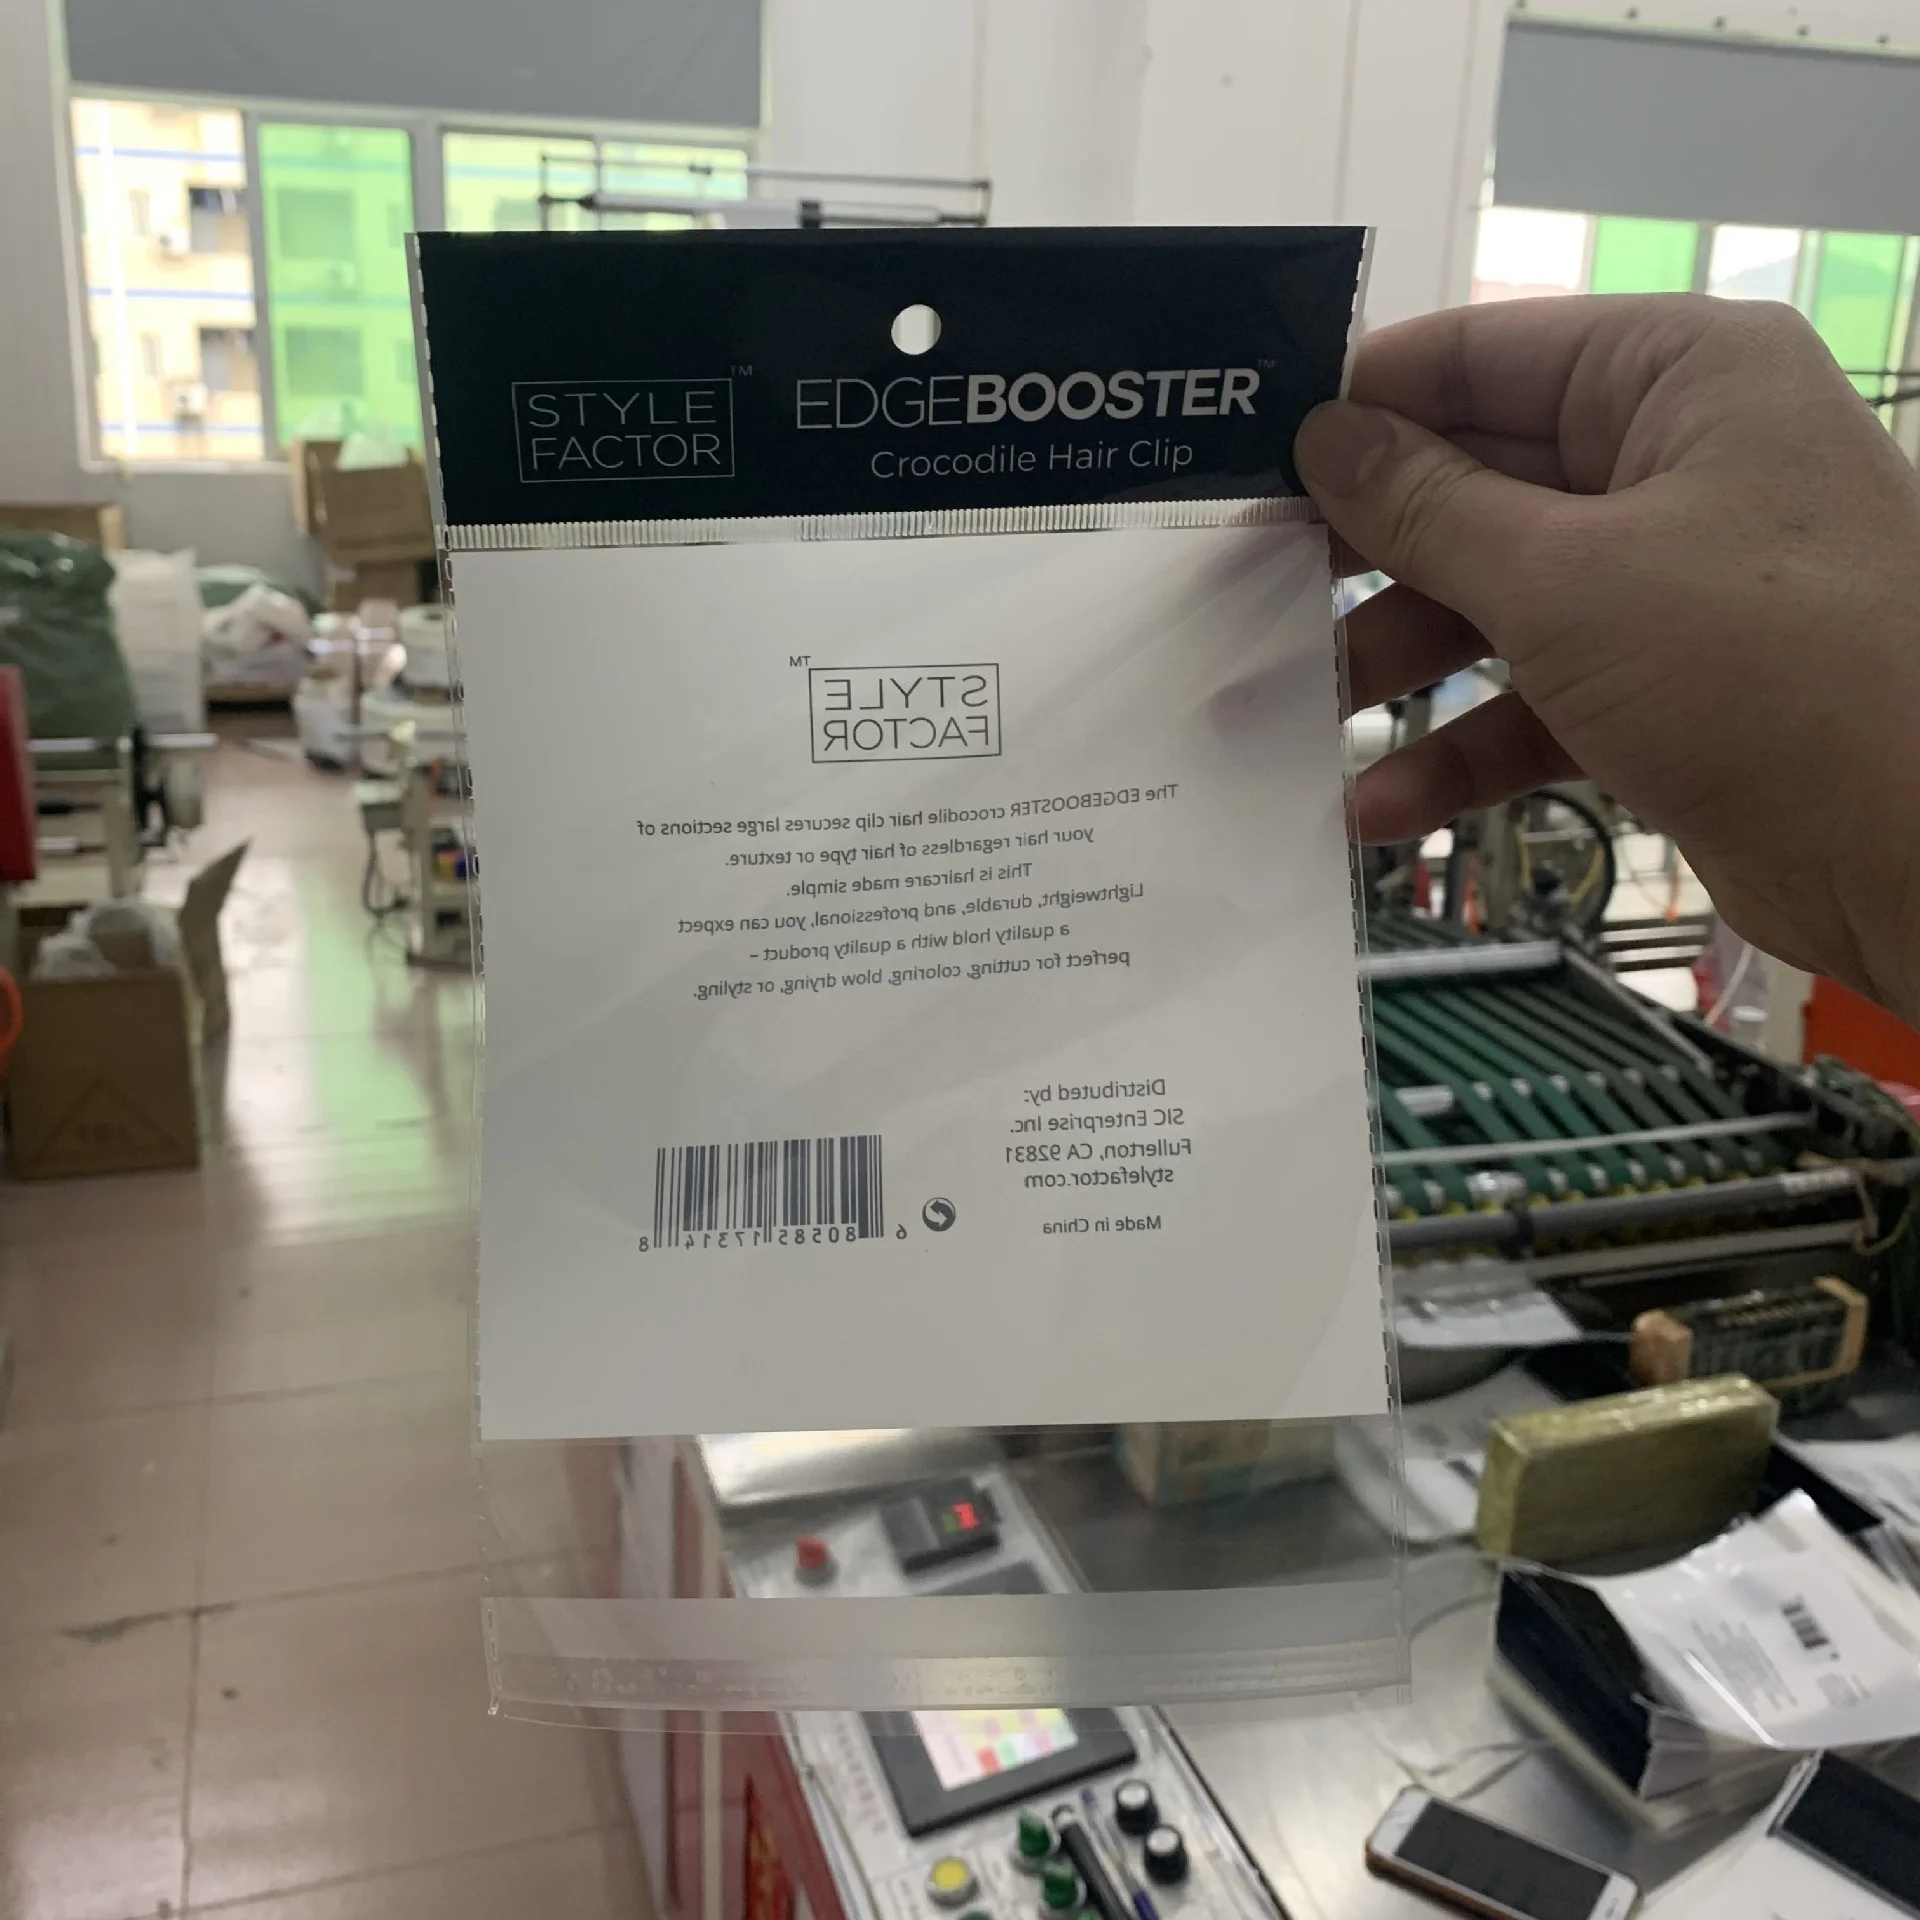 STYLE
FACTOR
TM
EDGEBOOSTER
TM
Crocodile Hair Clip
TM
STYLE
FACTOR
The EDGEBOOSTER crocodile hair clip secures large sections of
your hair regardless of hair type or texture.
This is haircare made simple.
Lightweight, durable, and professional, you can expect
a quality hold with a quality product –
perfect for cutting, coloring, blow drying, or styling.
Distributed by:
SIC Enterprise Inc.
Fullerton, CA 92831
stylefactor.com
Made in China
6 80585 17314 8